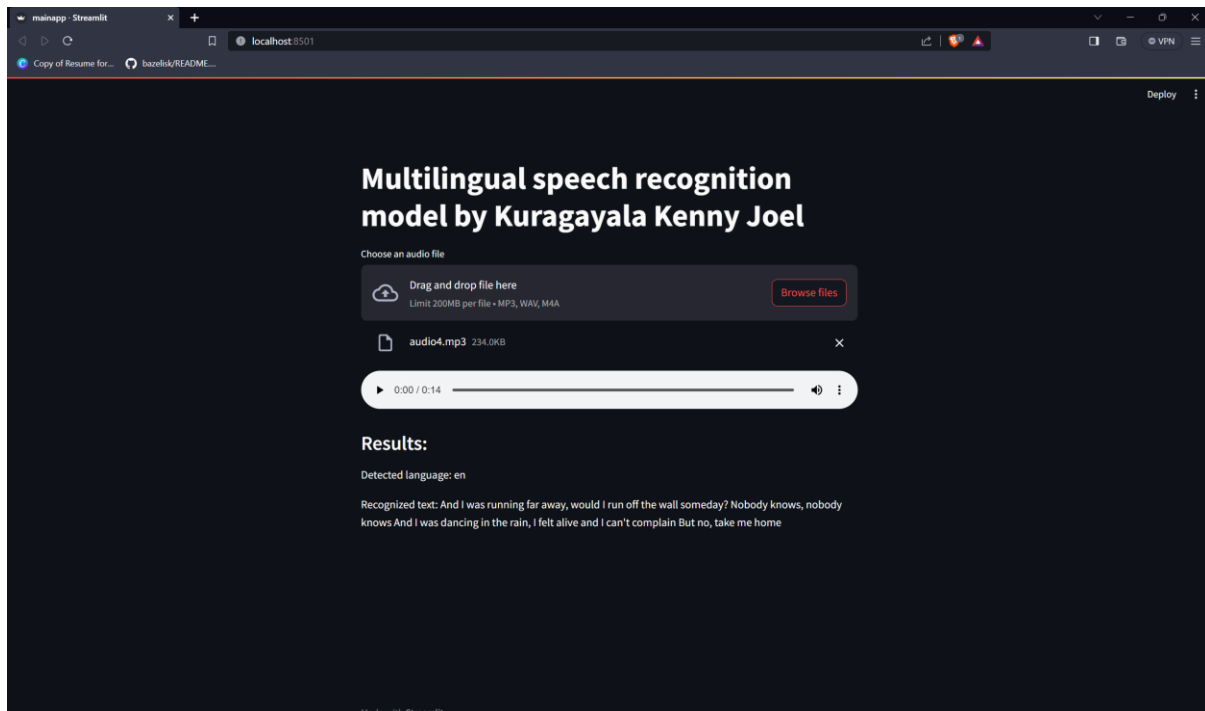 mainapp · Streamlit
localhost:8501
VPN
Copy of Resume for...
bazelisk/README....
Deploy
Multilingual speech recognition
model by Kuragayala Kenny Joel
Choose an audio file
Drag and drop file here
Limit 200MB per file • MP3, WAV, M4A
Browse files
audio4.mp3 234.0KB
0:00 / 0:14
Results:
Detected language: en
Recognized text: And I was running far away, would I run off the wall someday? Nobody knows, nobody
knows And I was dancing in the rain, I felt alive and I can't complain But no, take me home